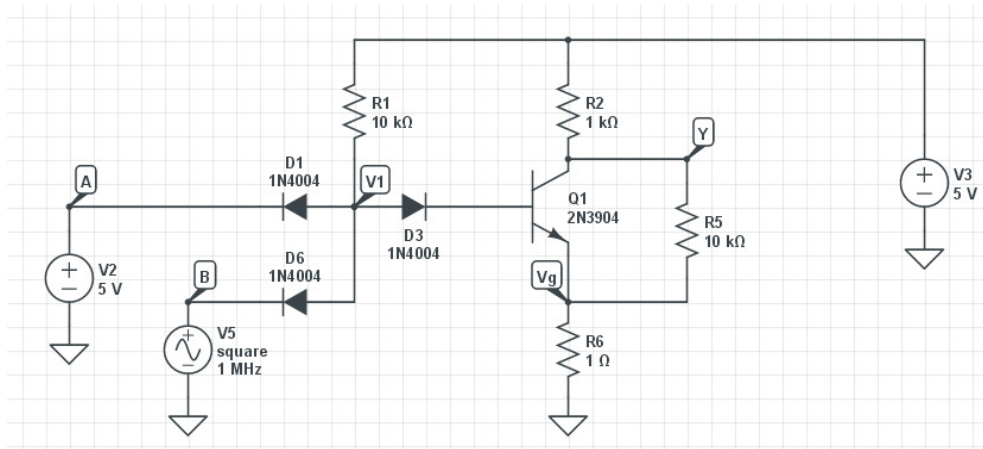 R1
10 kΩ
R2
1 kΩ
Y
A
D1
1N4004
V1
+
−
V3
5 V
Q1
2N3904
D3
1N4004
R5
10 kΩ
+
−
V2
5 V
B
D6
1N4004
Vg
+
−
V5
square
1 MHz
R6
1 Ω